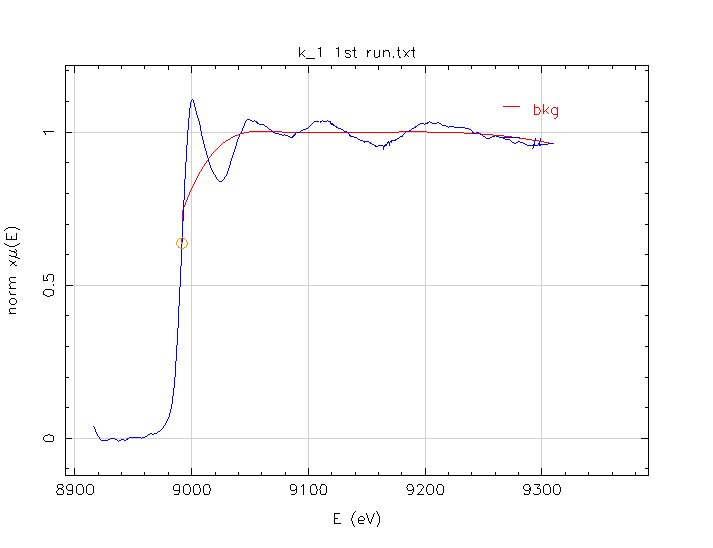 k_1 1st run.txt
bkg
norm xμ(E)
1
0.5
0
8900 9000 9100 9200 9300
E (eV)